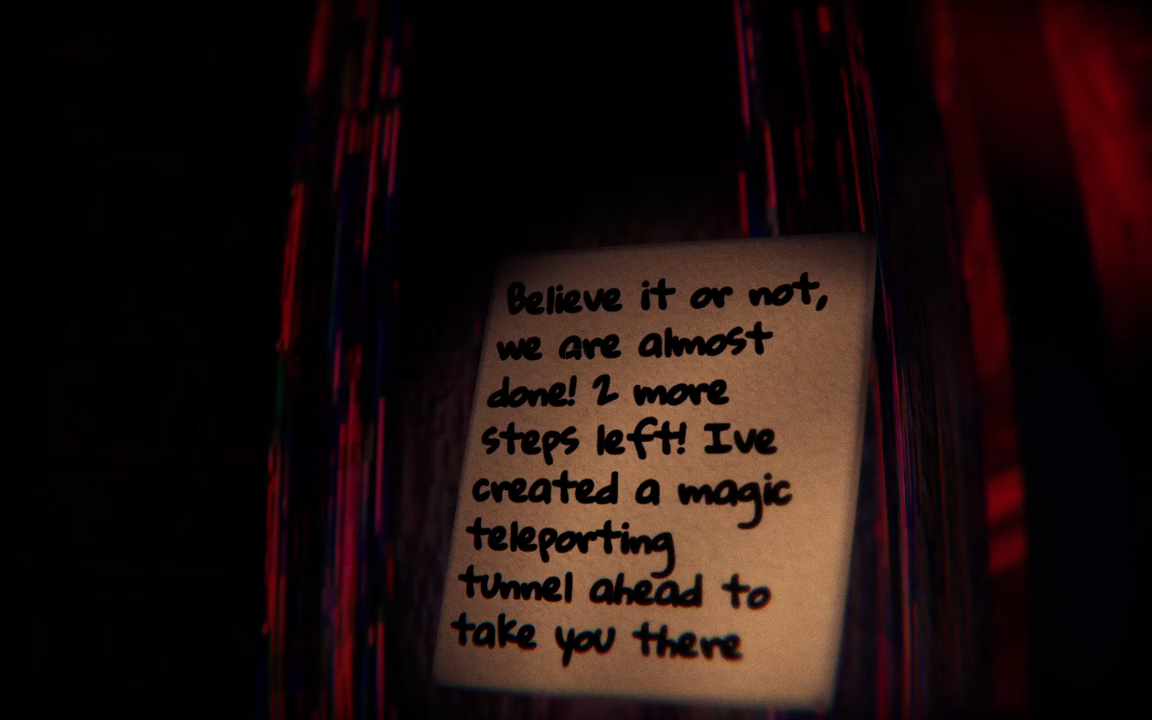 Believe it or not,
we are almost
done! 2 more
steps left! Ive
created a magic
teleporting
tunnel ahead to
take you there